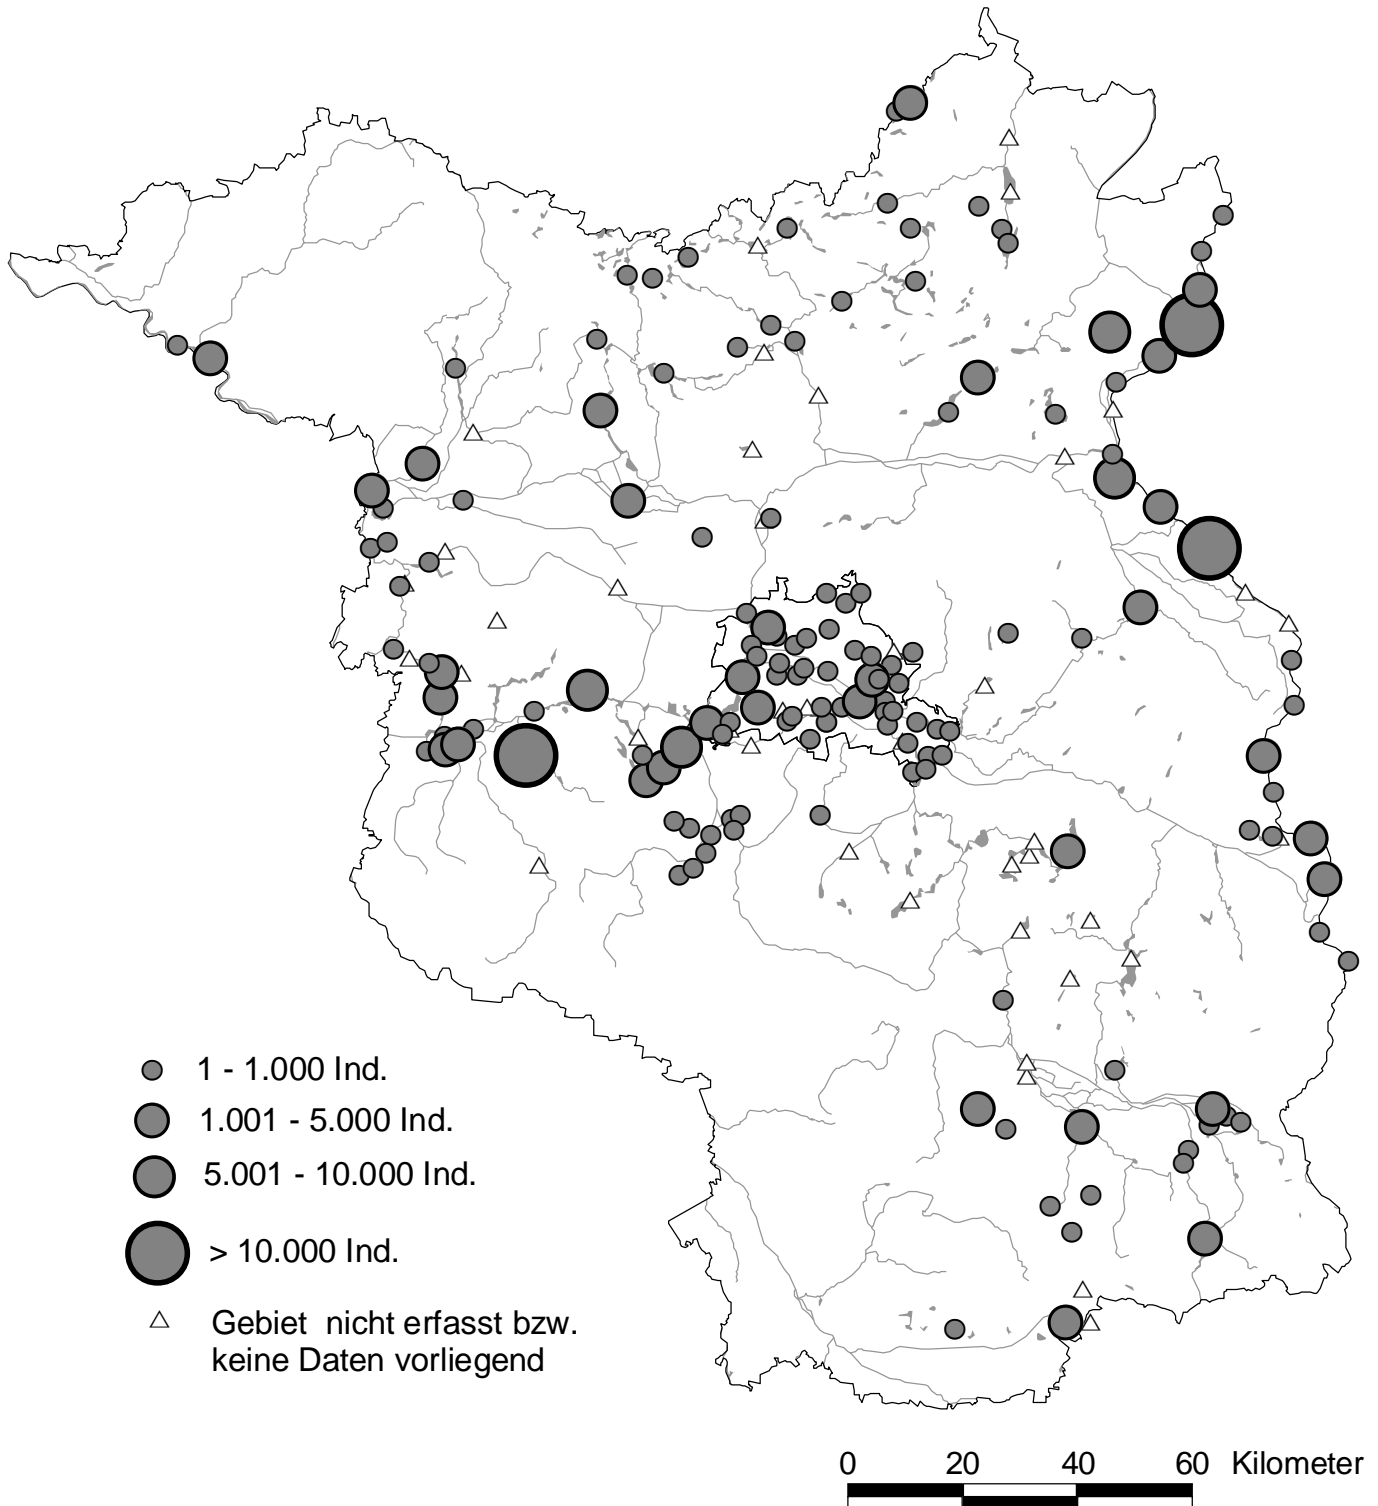 1 - 1.000 Ind.
1.001 - 5.000 Ind.
5.001 - 10.000 Ind.
> 10.000 Ind.
Gebiet nicht erfasst bzw.
keine Daten vorliegend
0 20 40 60 Kilometer